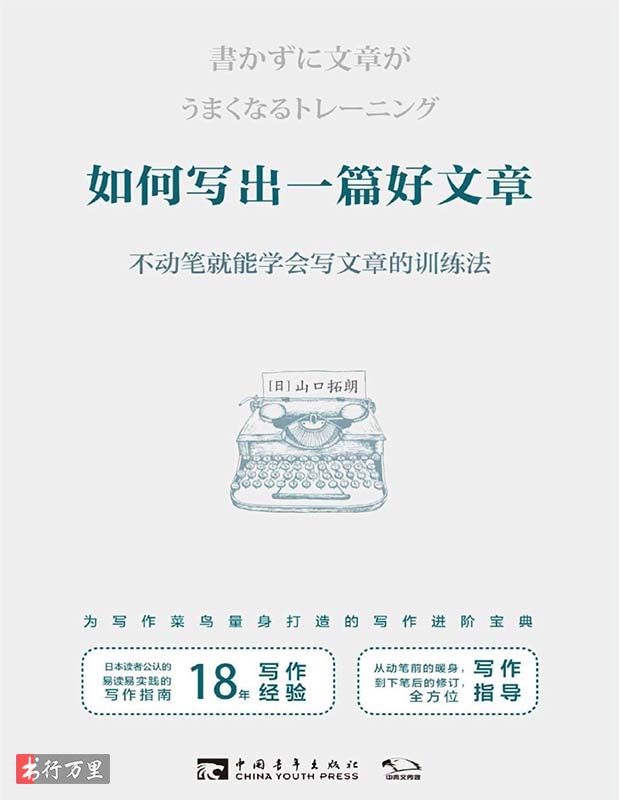 書かずに文章が
うまくなるトレーニング
如何写出一篇好文章
不动笔就能学会写文章的训练法
[日]山口拓朗
为写作菜鸟量身打造的写作进阶宝典
日本读者公认的
易读易实践的
写作指南
18年
写作
经验
从动笔前的暖身，
到下笔后的修订，
全方位
写作
指导
书行万里
中国青年出版社
CHINA YOUTH PRESS
中青文传媒